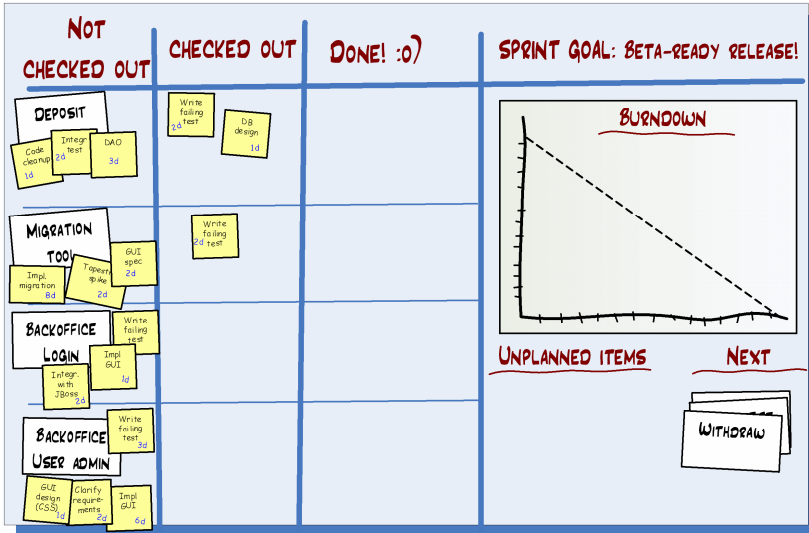 Not
checked out
checked out
Done! :o)
Sprint goal: Beta-ready release!
Deposit
Code
cleanup
1d
Integr
test
2d
DAO
3d
Write
failing
test
2d
DB
design
1d
Burndown
Migration
Tool
Impl.
migration
8d
spike
2d
GUI
spec
2d
Write
failing
test
2d
Backoffice
Login
Write
failing
test
Integr.
with
JBoss
2d
Impl
GUI
1d
Unplanned items
Next
Withdraw
Backoffice
User admin
Write
failing
test
3d
GUI
design
(CSS)
1d
Clarify
require-
ments
2d
Impl
GUI
6d